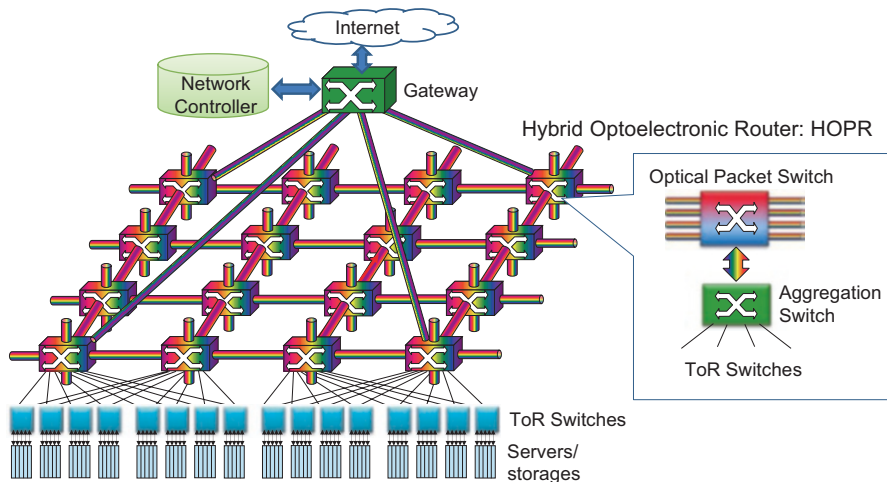 Internet
Network
Controller
Gateway
Hybrid Optoelectronic Router: HOPR
Optical Packet Switch
Aggregation
Switch
ToR Switches
ToR Switches
Servers/
storages